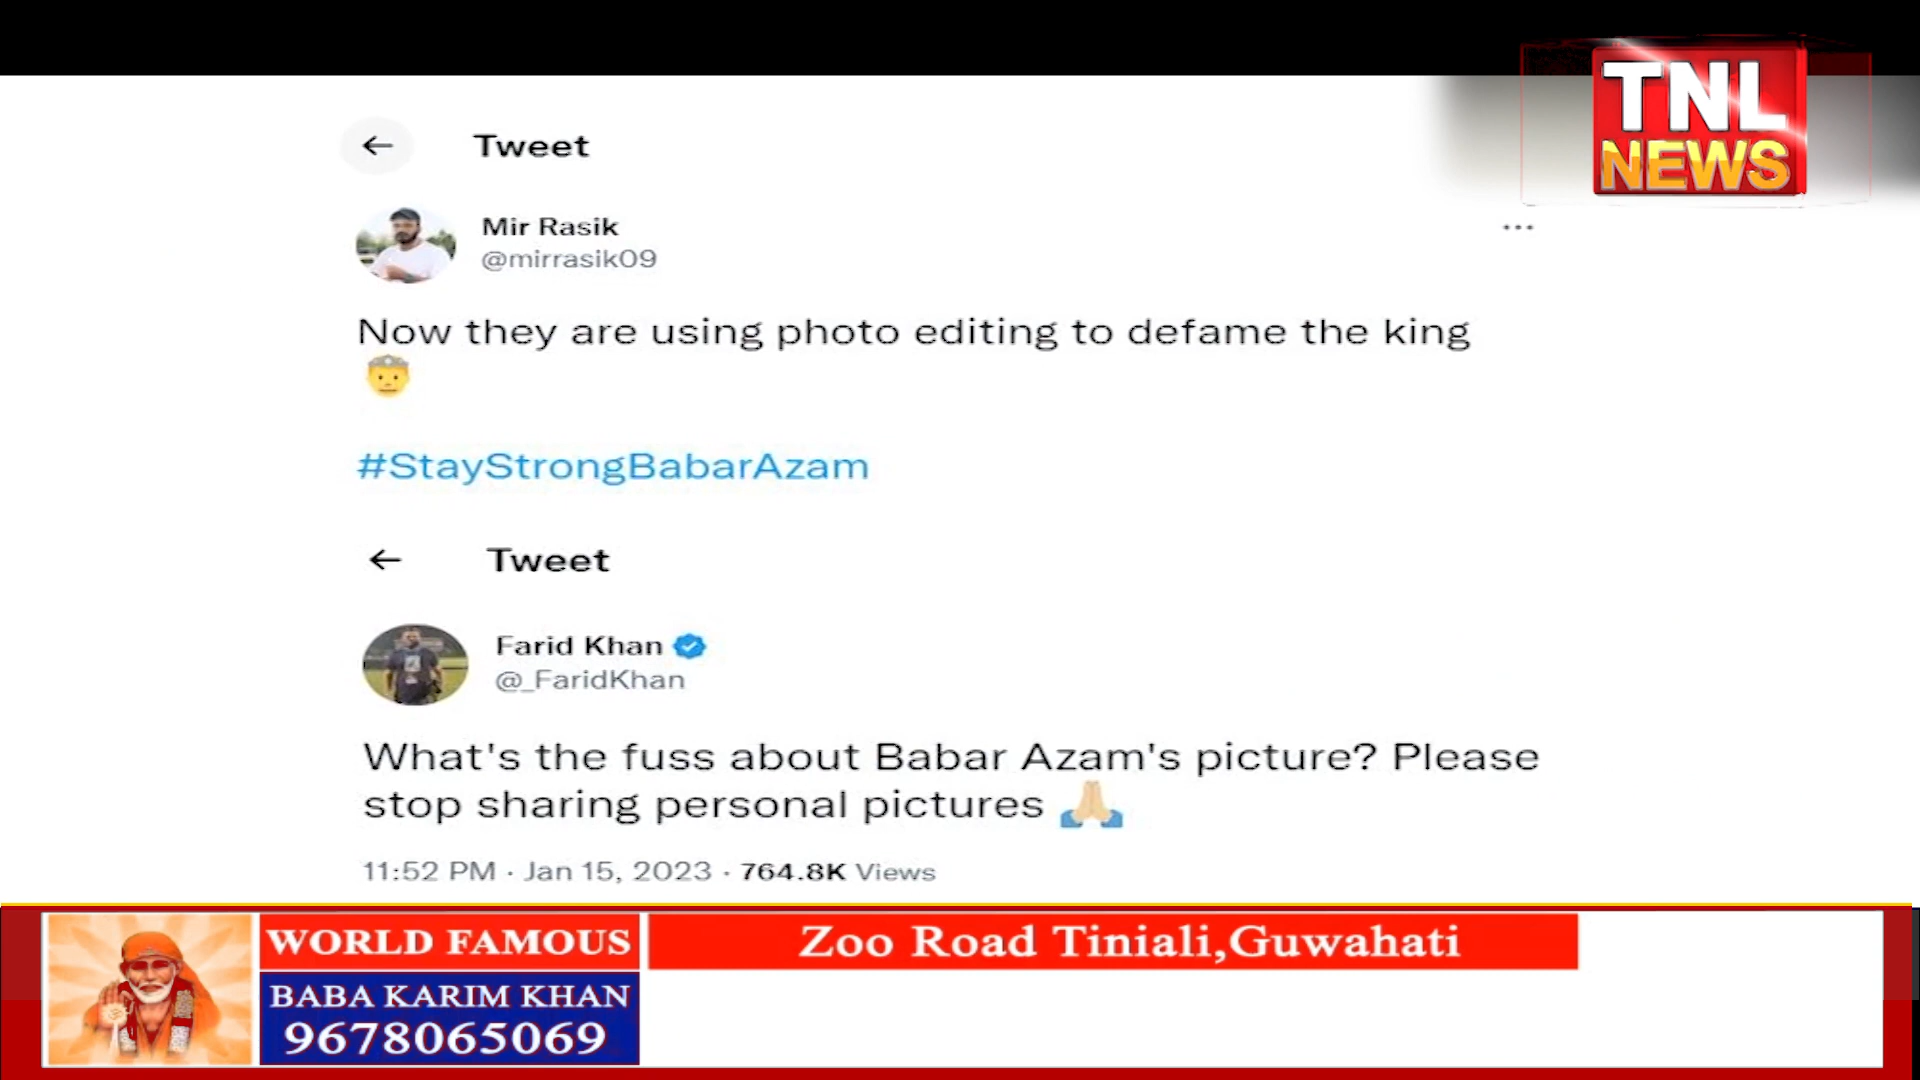 TNL
NEWS
Tweet
Mir Rasik
@mirrasik09
Now they are using photo editing to defame the king
🤴
#StayStrongBabarAzam
Tweet
Farid Khan
@_FaridKhan
What's the fuss about Babar Azam's picture? Please
stop sharing personal pictures 🙏🏼
11:52 PM · Jan 15, 2023 · 764.8K Views
WORLD FAMOUS
BABA KARIM KHAN
9678065069
Zoo Road Tiniali,Guwahati